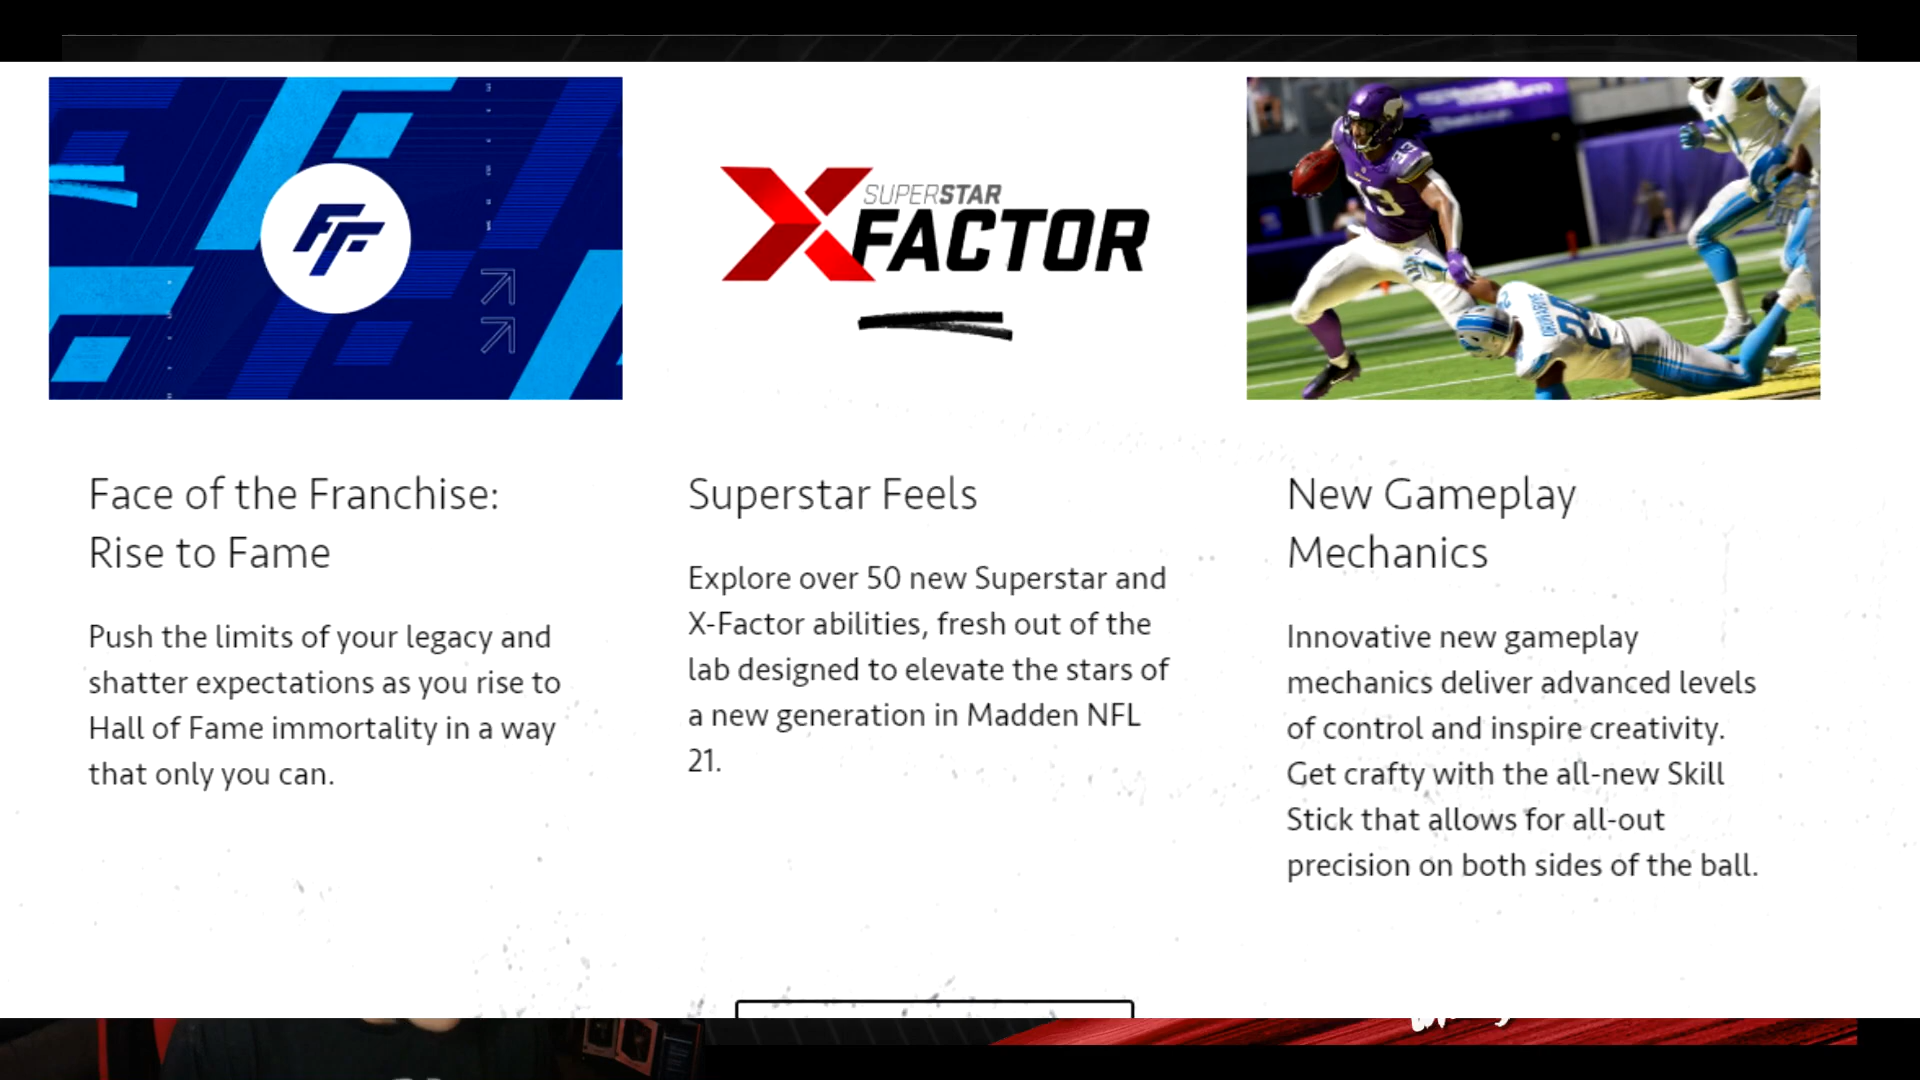 FF
SUPERSTAR
X FACTOR
33
33
Face of the Franchise:
Rise to Fame
Push the limits of your legacy and
shatter expectations as you rise to
Hall of Fame immortality in a way
that only you can.
Superstar Feels
Explore over 50 new Superstar and
X-Factor abilities, fresh out of the
lab designed to elevate the stars of
a new generation in Madden NFL
21.
New Gameplay
Mechanics
Innovative new gameplay
mechanics deliver advanced levels
of control and inspire creativity.
Get crafty with the all-new Skill
Stick that allows for all-out
precision on both sides of the ball.